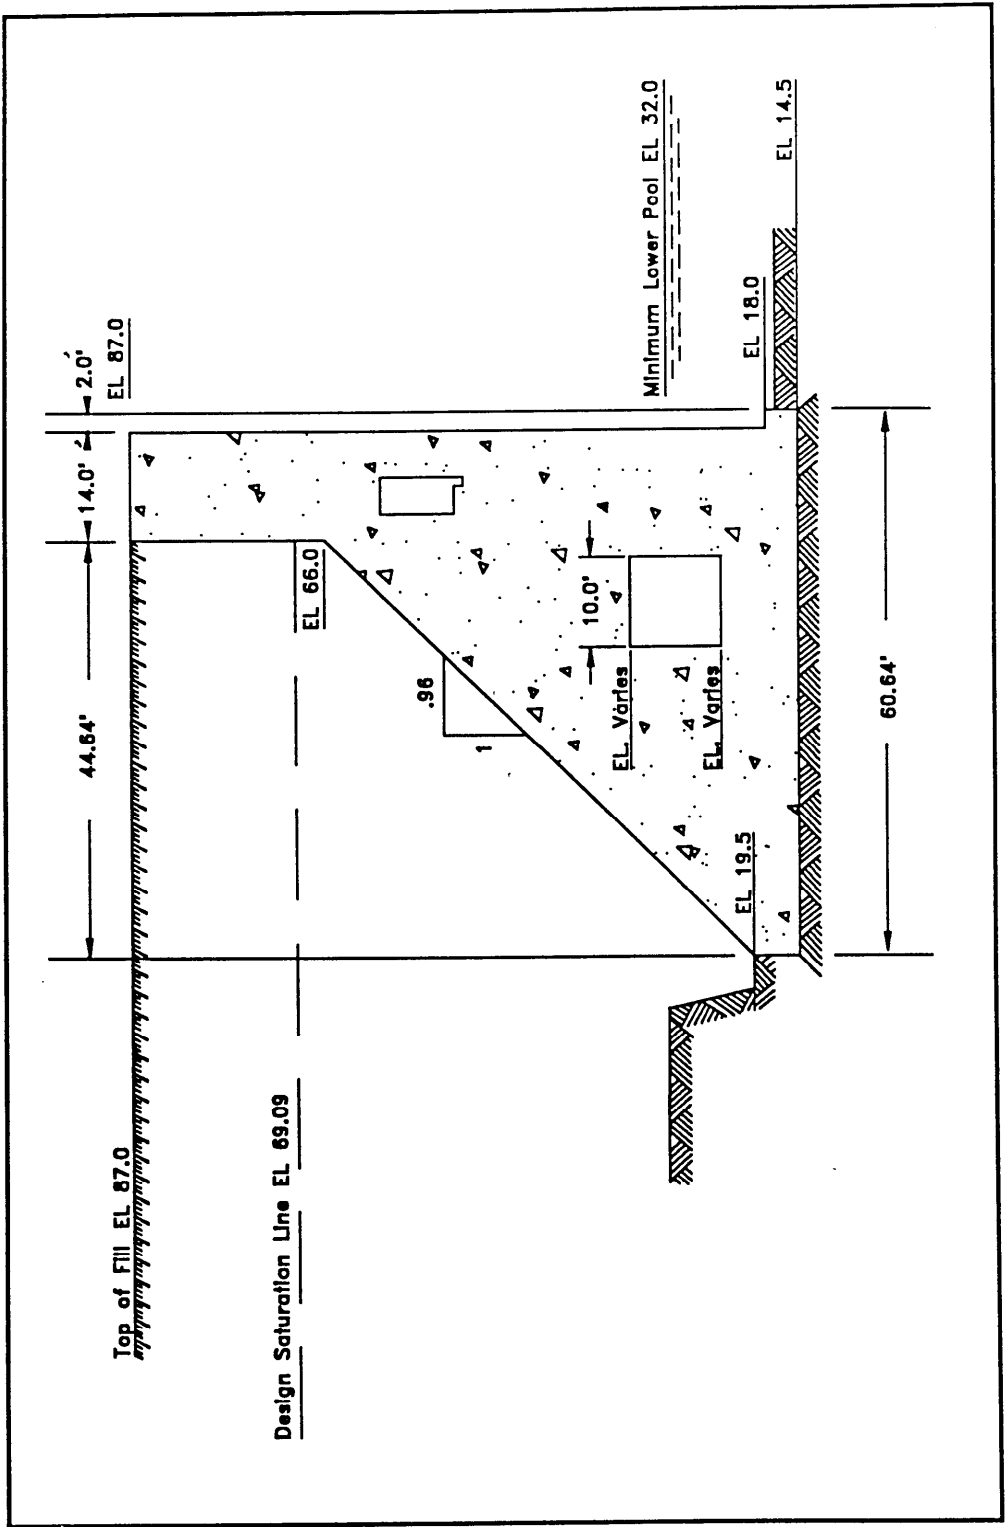 44.64'
14.0'
2.0'
Top of Fill EL 87.0
EL 87.0
Design Saturation Line EL 69.09
EL 66.0
.96
1
10.0'
EL. Varies
EL. Varies
Minimum Lower Pool EL 32.0
EL 19.5
EL 18.0
EL 14.5
60.64'